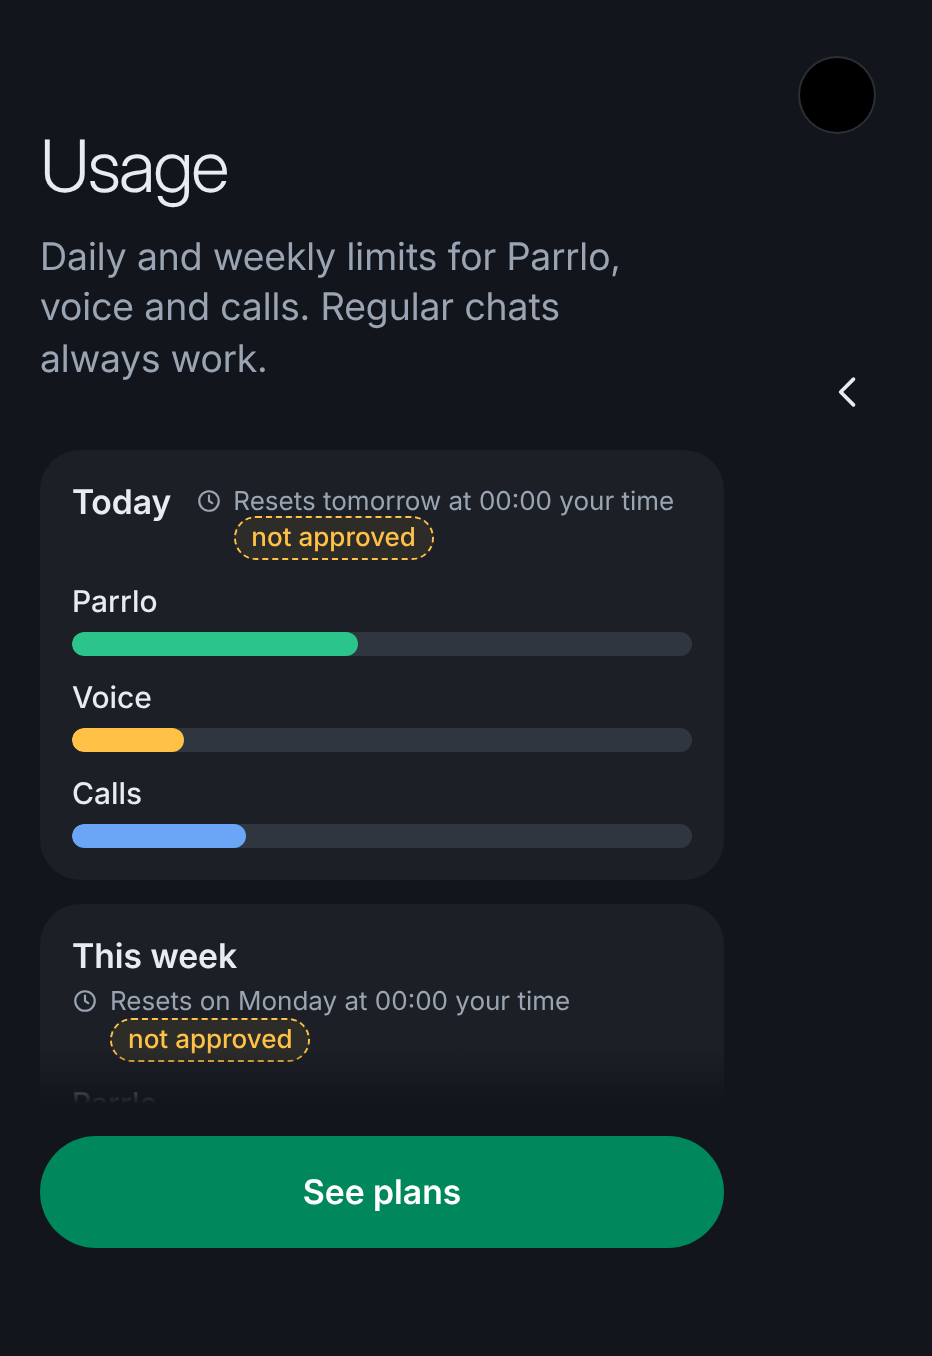 Usage
Daily and weekly limits for Parrlo,
voice and calls. Regular chats
always work.
Today
Resets tomorrow at 00:00 your time
not approved
Parrlo
Voice
Calls
This week
Resets on Monday at 00:00 your time
not approved
Parrlo
See plans